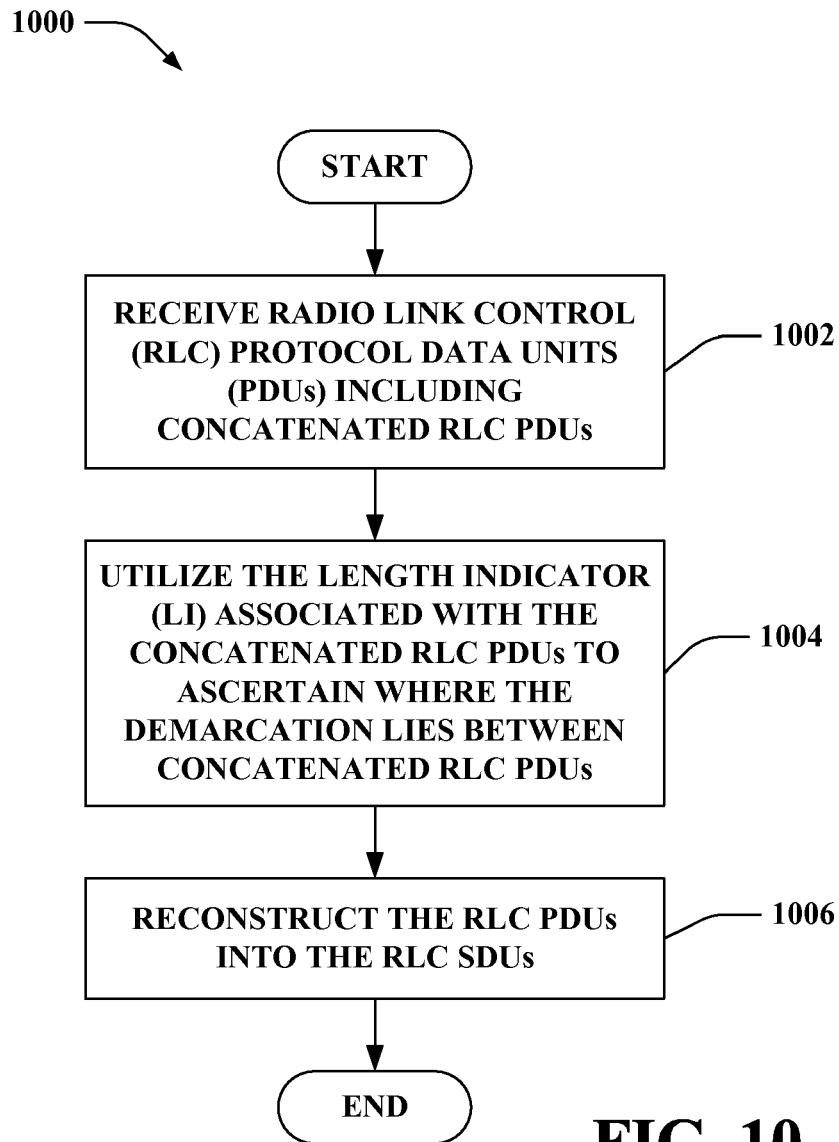 1000
START
RECEIVE RADIO LINK CONTROL
(RLC) PROTOCOL DATA UNITS
(PDUs) INCLUDING
CONCATENATED RLC PDUs
1002
UTILIZE THE LENGTH INDICATOR
(LI) ASSOCIATED WITH THE
CONCATENATED RLC PDUs TO
ASCERTAIN WHERE THE
DEMARCATION LIES BETWEEN
CONCATENATED RLC PDUs
1004
RECONSTRUCT THE RLC PDUs
INTO THE RLC SDUs
1006
END
FIG. 10